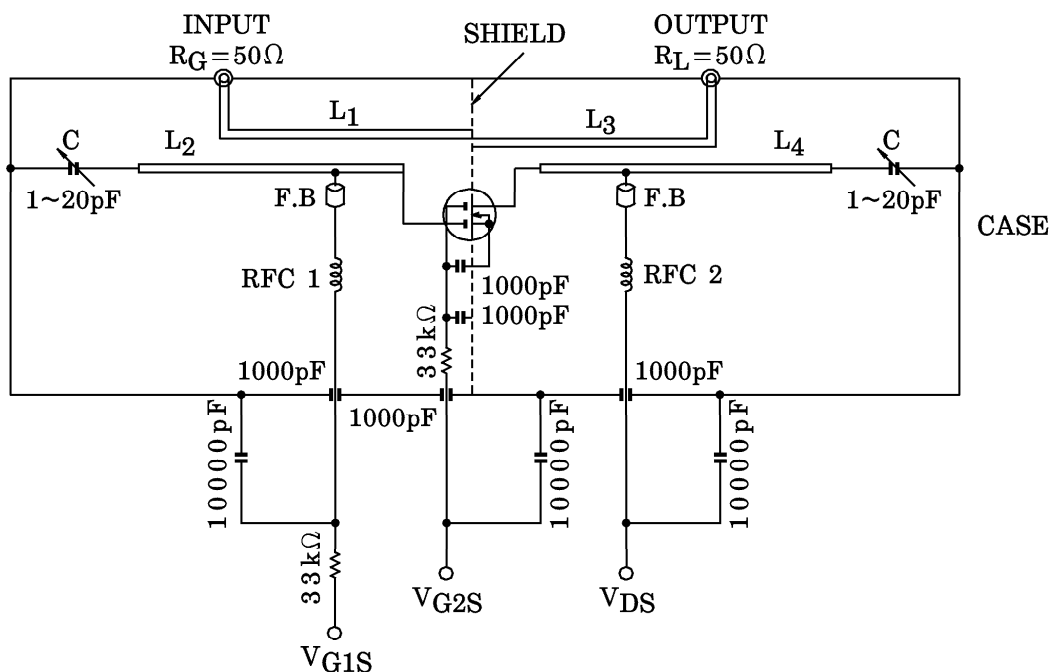 INPUT
R_G=50Ω
SHIELD
OUTPUT
R_L=50Ω
L1
L3
C
L2
L4
C
1~20pF
F.B
F.B
1~20pF
CASE
RFC 1
1000pF
RFC 2
1000pF
33kΩ
1000pF
1000pF
1000pF
10000pF
10000pF
10000pF
33kΩ
V_G2S
V_DS
V_G1S